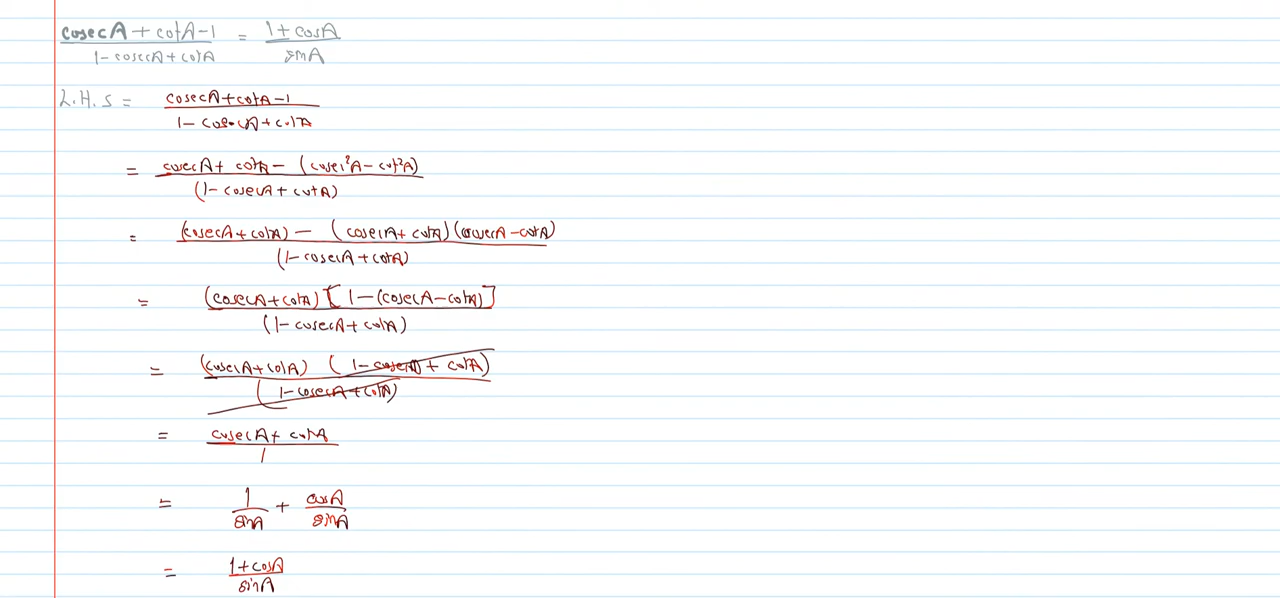 cosecA + cotA-1 / 1 - cosecA + cotA = 1 + cosA / sinA
L.H.S = cosecA + cotA - 1 / 1 - cosecA + cotA
= cosecA + cotA - (cosec²A - cot²A) / (1 - cosecA + cotA)
= (cosecA + cotA) - (cosecA + cotA)(cosecA - cotA) / (1 - cosecA + cotA)
= (cosecA + cotA) [1 - (cosecA - cotA)] / (1 - cosecA + cotA)
= (cosecA + cotA) (1 - cosecA + cotA) / (1 - cosecA + cotA)
= cosecA + cotA / 1
= 1 / sinA + cosA / sinA
= 1 + cosA / sinA